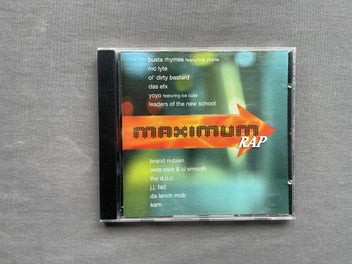 busta rhymes featuring zhane
mc lyte
ol' dirty bastard
das efx
yoyo featuring ice cube
leaders of the new school
MAXIMUM
RAP
brand nubian
pete rock & cl smooth
the d.o.c.
j.j. fad
da lench mob
kam